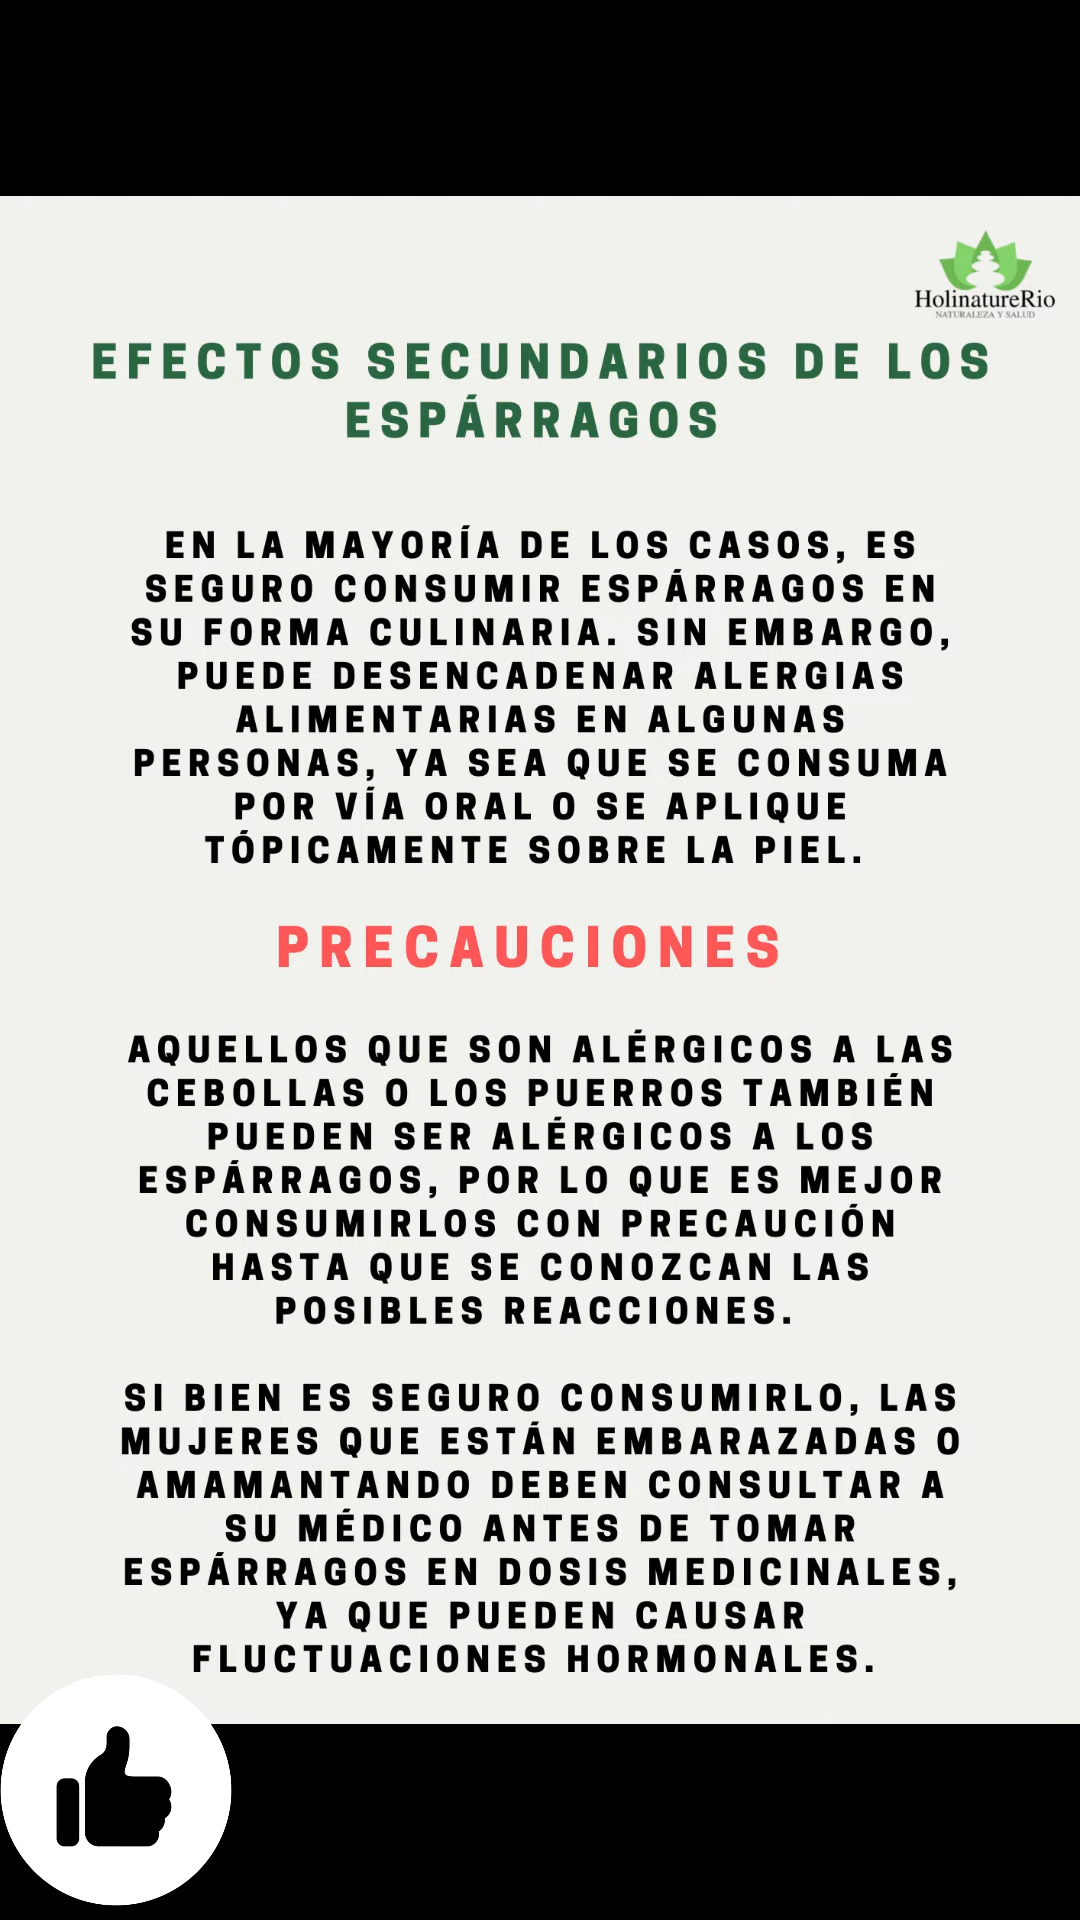 HolinatureRio
NATURALEZA Y SALUD
EFECTOS SECUNDARIOS DE LOS
ESPÁRRAGOS
EN LA MAYORÍA DE LOS CASOS, ES
SEGURO CONSUMIR ESPÁRRAGOS EN
SU FORMA CULINARIA. SIN EMBARGO,
PUEDE DESENCADENAR ALERGIAS
ALIMENTARIAS EN ALGUNAS
PERSONAS, YA SEA QUE SE CONSUMA
POR VÍA ORAL O SE APLIQUE
TÓPICAMENTE SOBRE LA PIEL.
PRECAUCIONES
AQUELLOS QUE SON ALÉRGICOS A LAS
CEBOLLAS O LOS PUERROS TAMBIÉN
PUEDEN SER ALÉRGICOS A LOS
ESPÁRRAGOS, POR LO QUE ES MEJOR
CONSUMIRLOS CON PRECAUCIÓN
HASTA QUE SE CONOZCAN LAS
POSIBLES REACCIONES.
SI BIEN ES SEGURO CONSUMIRLO, LAS
MUJERES QUE ESTÁN EMBARAZADAS O
AMAMANTANDO DEBEN CONSULTAR A
SU MÉDICO ANTES DE TOMAR
ESPÁRRAGOS EN DOSIS MEDICINALES,
YA QUE PUEDEN CAUSAR
FLUCTUACIONES HORMONALES.